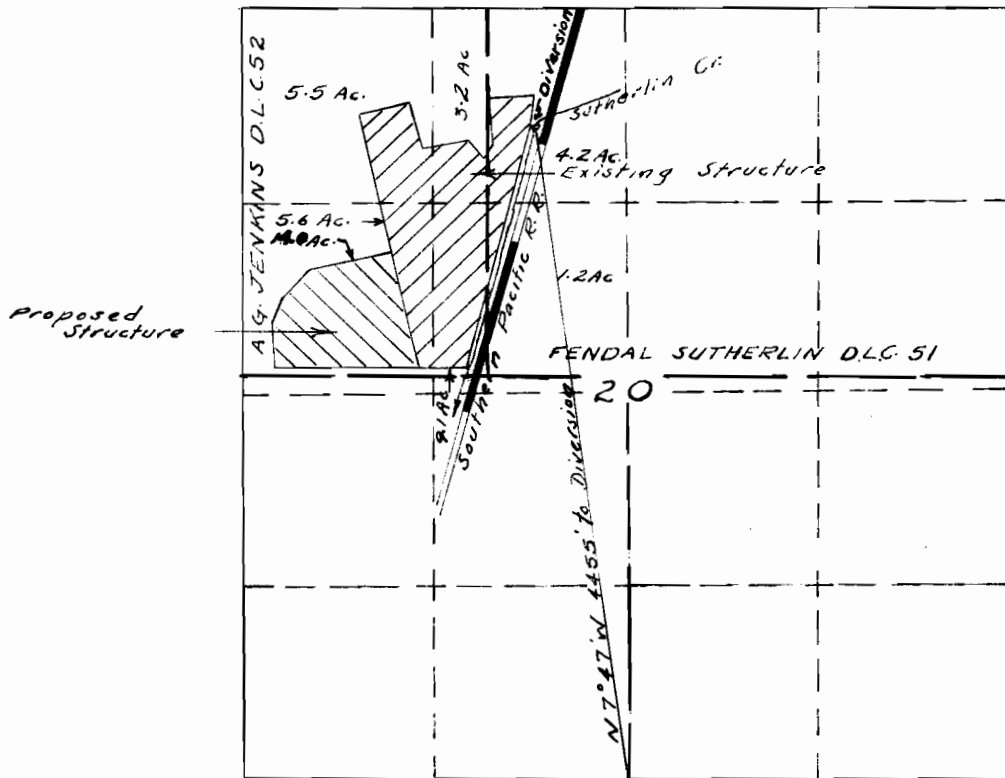 A.G. JENKINS D.L.C. 52
5.5 Ac.
3.2 Ac
Diversion
Sutherlin Cr.
4.2 Ac.
Existing Structure
5.6 Ac.
Proposed
Structure
1.2 Ac
Southern Pacific R.R.
FENDAL SUTHERLIN D.L.C. 51
20
N 7°47' W 4455' to Diversion